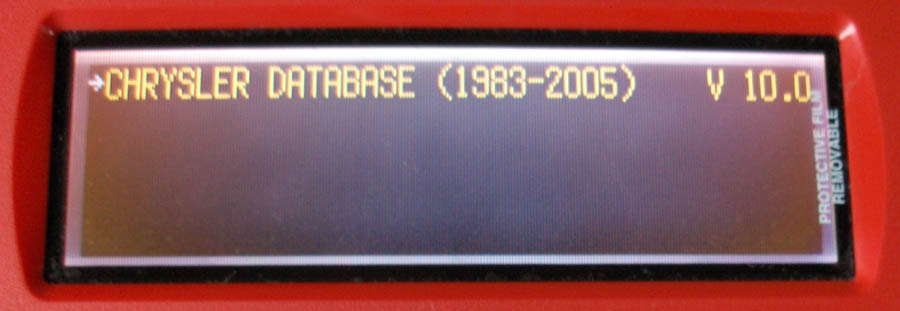 →CHRYSLER DATABASE (1983-2005) V 10.0
PROTECTIVE FILM
REMOVABLE